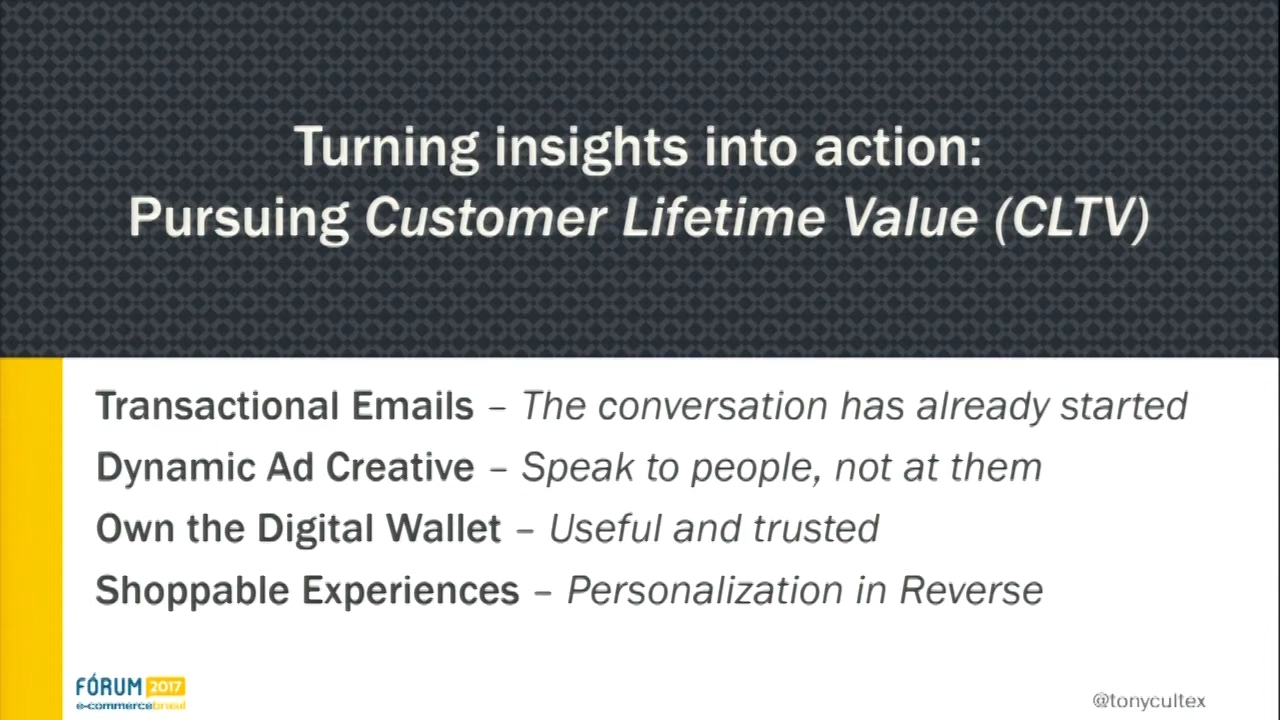 Turning insights into action:
Pursuing Customer Lifetime Value (CLTV)
Transactional Emails – The conversation has already started
Dynamic Ad Creative – Speak to people, not at them
Own the Digital Wallet – Useful and trusted
Shoppable Experiences – Personalization in Reverse
FÓRUM 2017
e-commercebrasil
@tonycultex